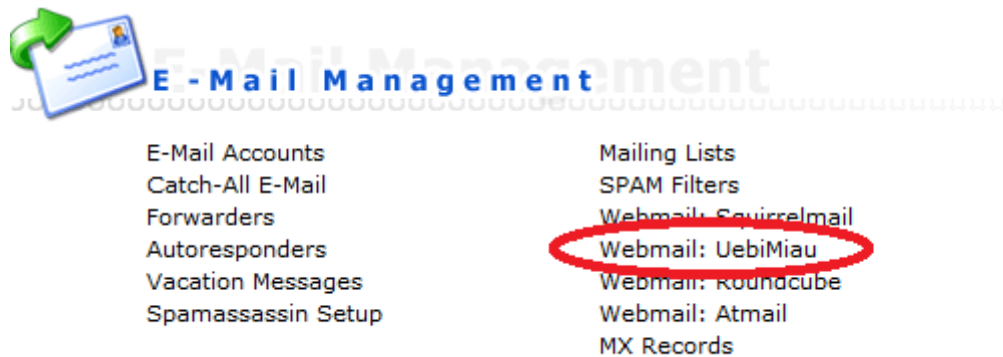 E-Mail Management
E-Mail Accounts
Catch-All E-Mail
Forwarders
Autoresponders
Vacation Messages
Spamassassin Setup
Mailing Lists
SPAM Filters
Webmail: Squirrelmail
Webmail: UebiMiau
Webmail: Roundcube
Webmail: Atmail
MX Records